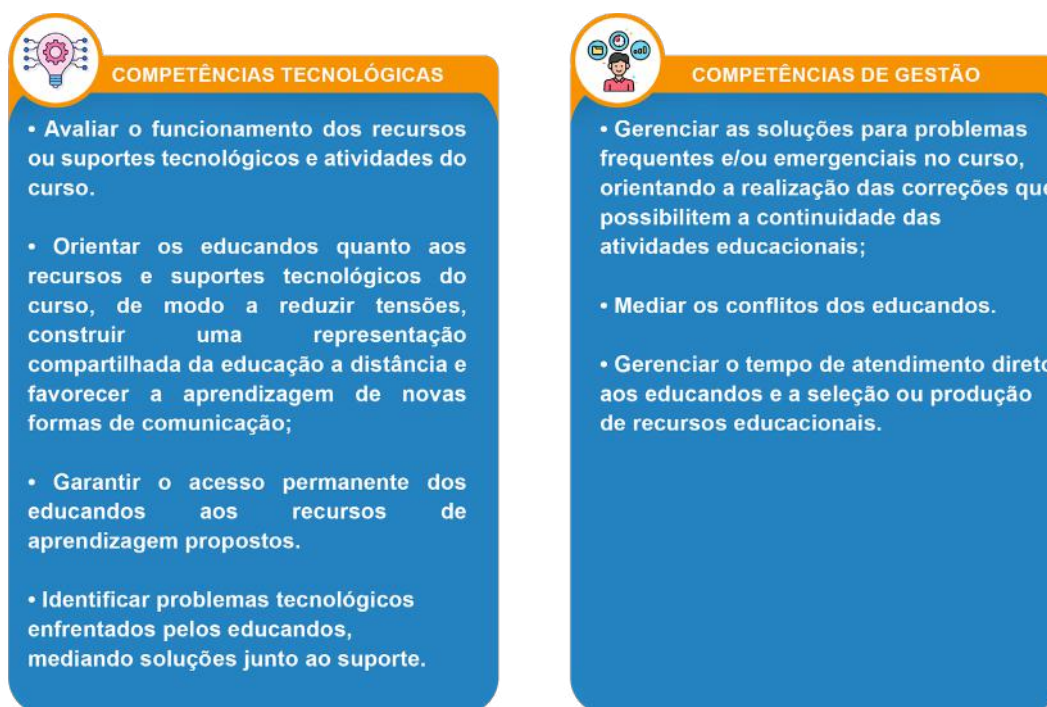 COMPETÊNCIAS TECNOLÓGICAS
• Avaliar o funcionamento dos recursos
ou suportes tecnológicos e atividades do
curso.
• Orientar os educandos quanto aos
recursos e suportes tecnológicos do
curso, de modo a reduzir tensões,
construir uma representação
compartilhada da educação a distância e
favorecer a aprendizagem de novas
formas de comunicação;
• Garantir o acesso permanente dos
educandos aos recursos de
aprendizagem propostos.
• Identificar problemas tecnológicos
enfrentados pelos educandos,
mediando soluções junto ao suporte.
COMPETÊNCIAS DE GESTÃO
• Gerenciar as soluções para problemas
frequentes e/ou emergenciais no curso,
orientando a realização das correções que
possibilitem a continuidade das
atividades educacionais;
• Mediar os conflitos dos educandos.
• Gerenciar o tempo de atendimento direto
aos educandos e a seleção ou produção
de recursos educacionais.